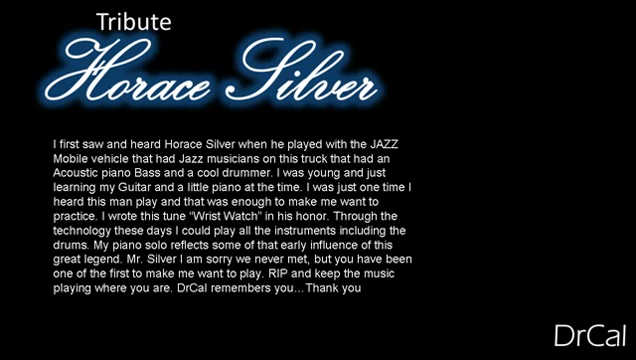 Tribute
Horace Silver
I first saw and heard Horace Silver when he played with the JAZZ
Mobile vehicle that had Jazz musicians on this truck that had an
Acoustic piano Bass and a cool drummer. I was young and just
learning my Guitar and a little piano at the time. I was just one time I
heard this man play and that was enough to make me want to
practice. I wrote this tune “Wrist Watch” in his honor. Through the
technology these days I could play all the instruments including the
drums. My piano solo reflects some of that early influence of this
great legend. Mr. Silver I am sorry we never met, but you have been
one of the first to make me want to play. RIP and keep the music
playing where you are. DrCal remembers you…Thank you
DrCal